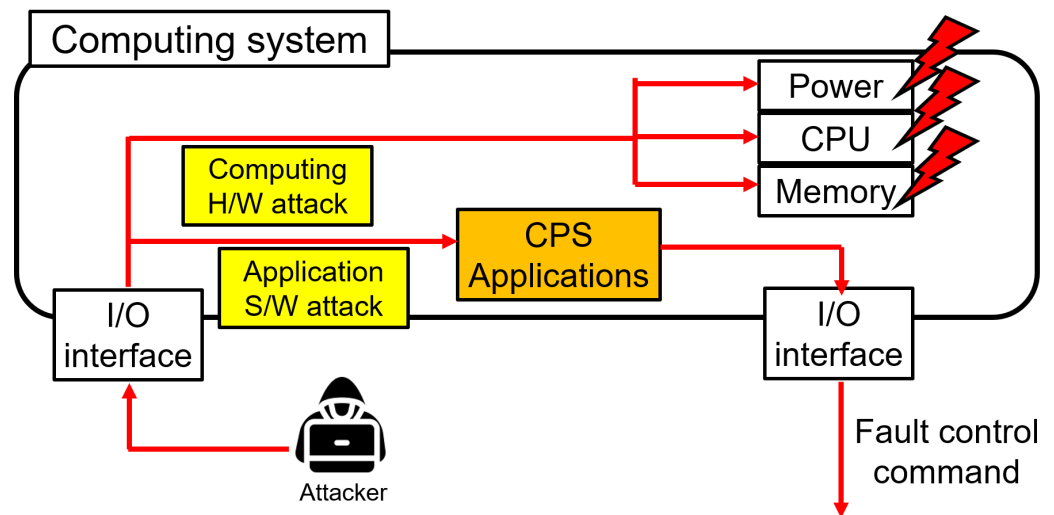 Computing system
Power
CPU
Memory
Computing
H/W attack
CPS
Applications
Application
S/W attack
I/O
interface
I/O
interface
Fault control
command
Attacker